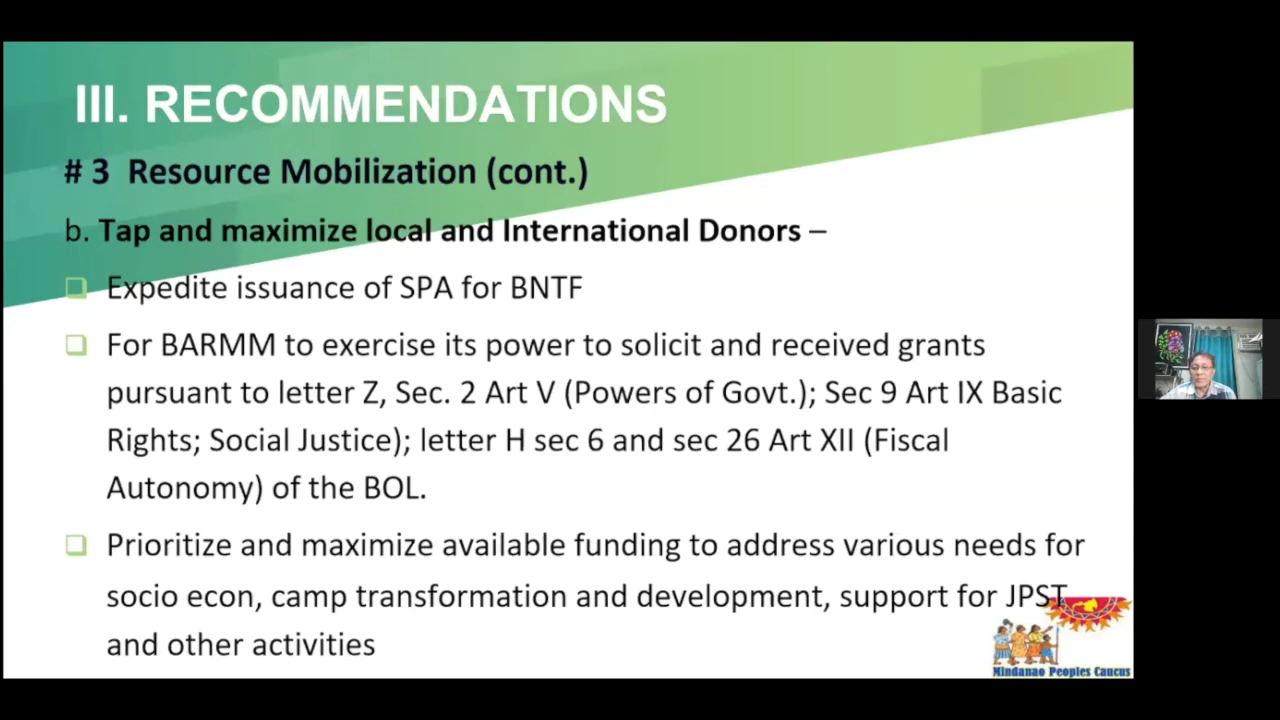 III. RECOMMENDATIONS
# 3 Resource Mobilization (cont.)
b. Tap and maximize local and International Donors –
Expedite issuance of SPA for BNTF
For BARMM to exercise its power to solicit and received grants
pursuant to letter Z, Sec. 2 Art V (Powers of Govt.); Sec 9 Art IX Basic
Rights; Social Justice); letter H sec 6 and sec 26 Art XII (Fiscal
Autonomy) of the BOL.
Prioritize and maximize available funding to address various needs for
socio econ, camp transformation and development, support for JPST
and other activities
Mindanao Peoples Caucus